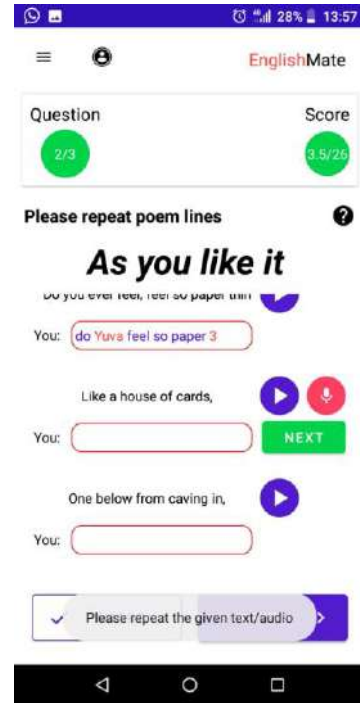 28% 13:57
EnglishMate
Question Score
2/3 3.5/26
Please repeat poem lines ?
As you like it
Do you ever feel, feel so paper thin
You: do Yuva feel so paper 3
Like a house of cards,
You: NEXT
One below from caving in,
You:
Please repeat the given text/audio